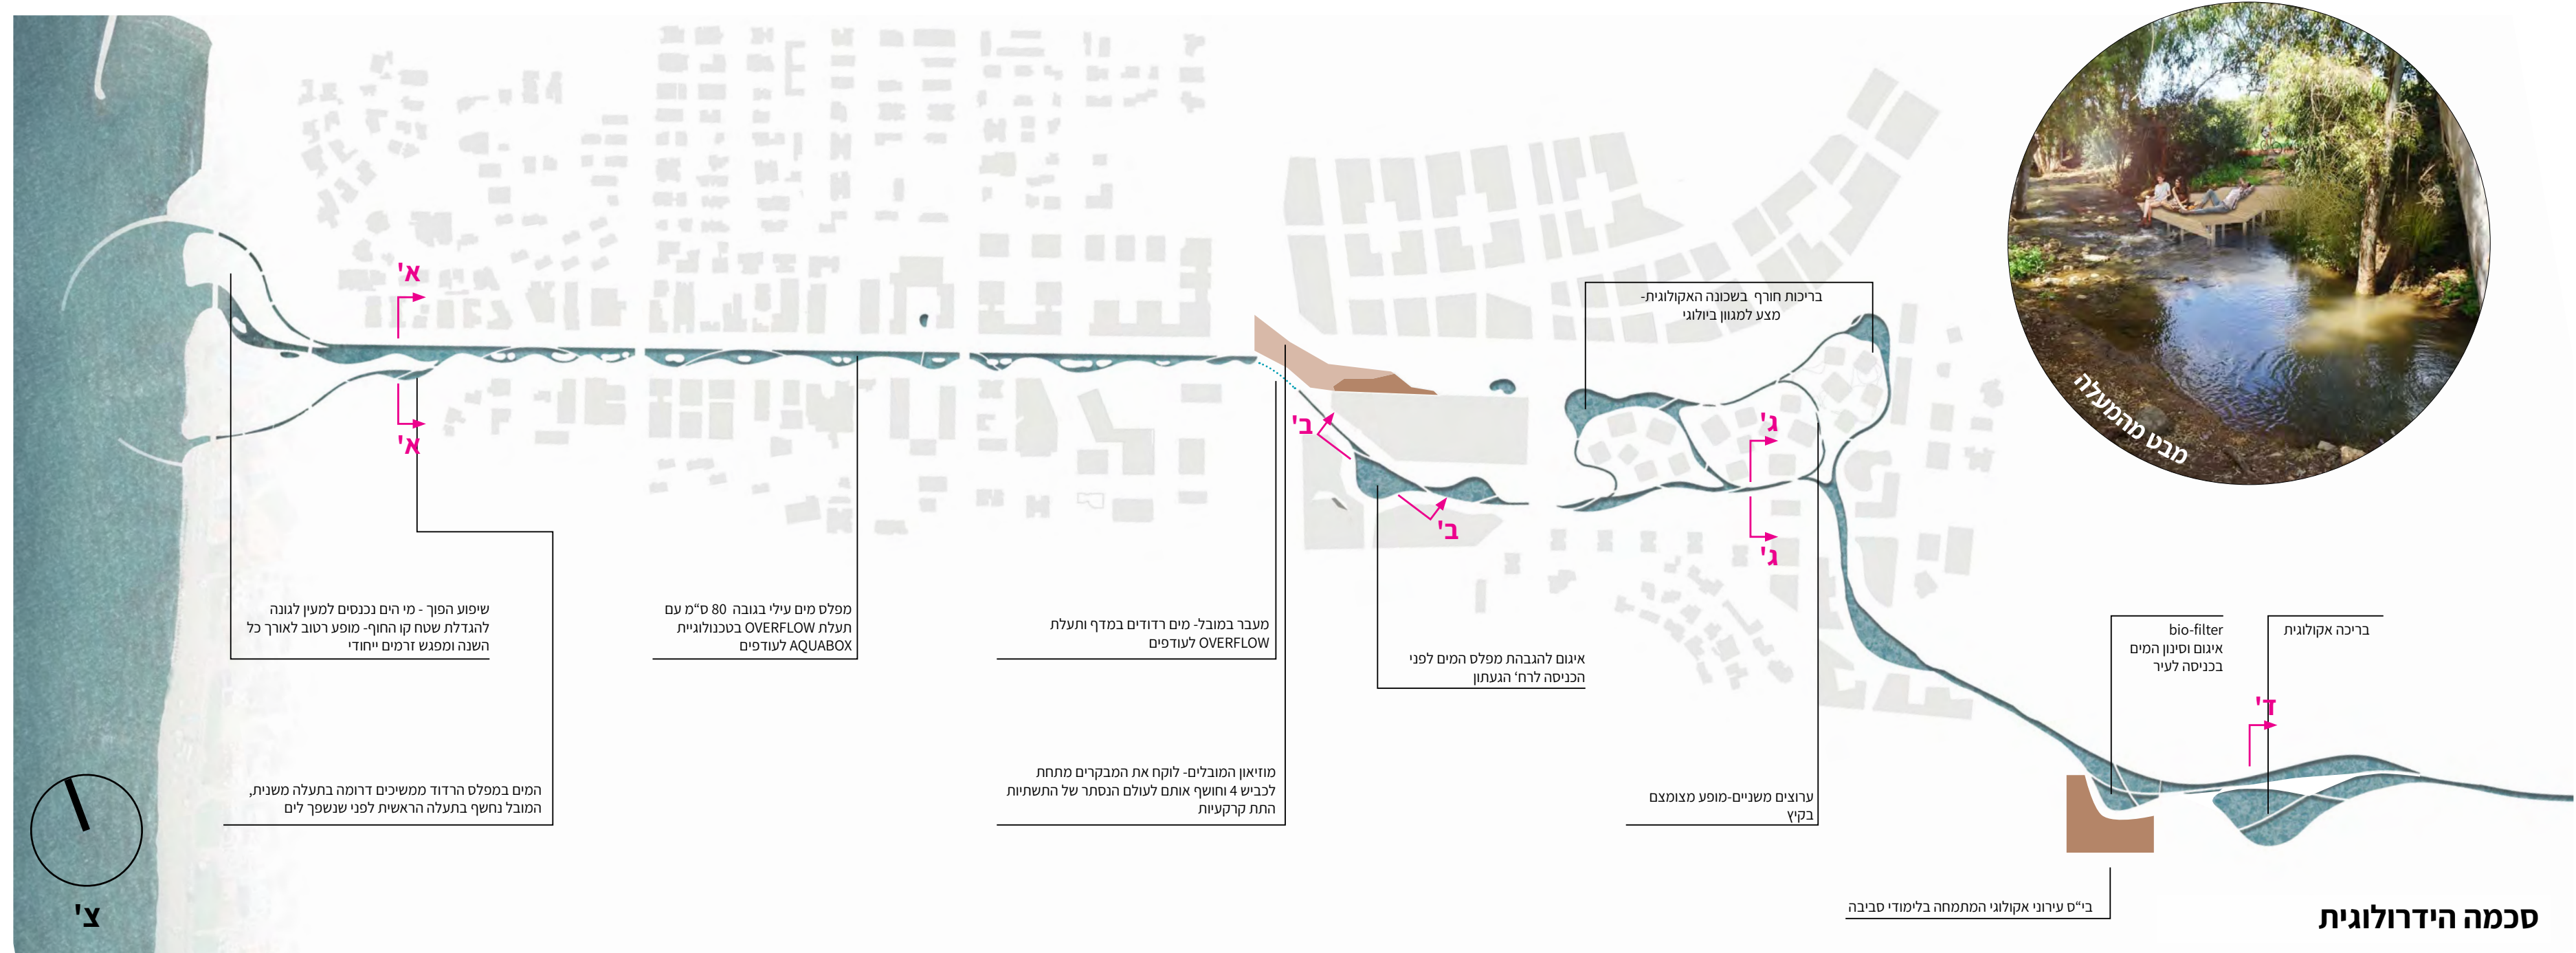 סכמה הידרולוגית
מבט מהמעלה
בריכה אקולוגית
bio-filter
איגום וסינון המים
בכניסה לעיר
ד'
בי“ס עירוני אקולוגי המתמחה בלימודי סביבה
בריכות חורף בשכונה האקולוגית-
מצע למגוון ביולוגי
ג'
ג'
ערוצים משניים-מופע מצומצם
בקיץ
ב'
ב'
איגום להגבהת מפלס המים לפני
הכניסה לרח‘ הגעתון
מעבר במובל- מים רדודים במדף ותעלת
OVERFLOW לעודפים
מוזיאון המובלים- לוקח את המבקרים מתחת
לכביש 4 וחושף אותם לעולם הנסתר של התשתיות
התת קרקעיות
מפלס מים עילי בגובה 80 ס“מ עם
תעלת OVERFLOW בטכנולוגיית
AQUABOX לעודפים
א'
א'
שיפוע הפוך - מי הים נכנסים למעין לגונה
להגדלת שטח קו החוף- מופע רטוב לאורך כל
השנה ומפגש זרמים ייחודי
המים במפלס הרדוד ממשיכים דרומה בתעלה משנית,
המובל נחשף בתעלה הראשית לפני שנשפך לים
צ'